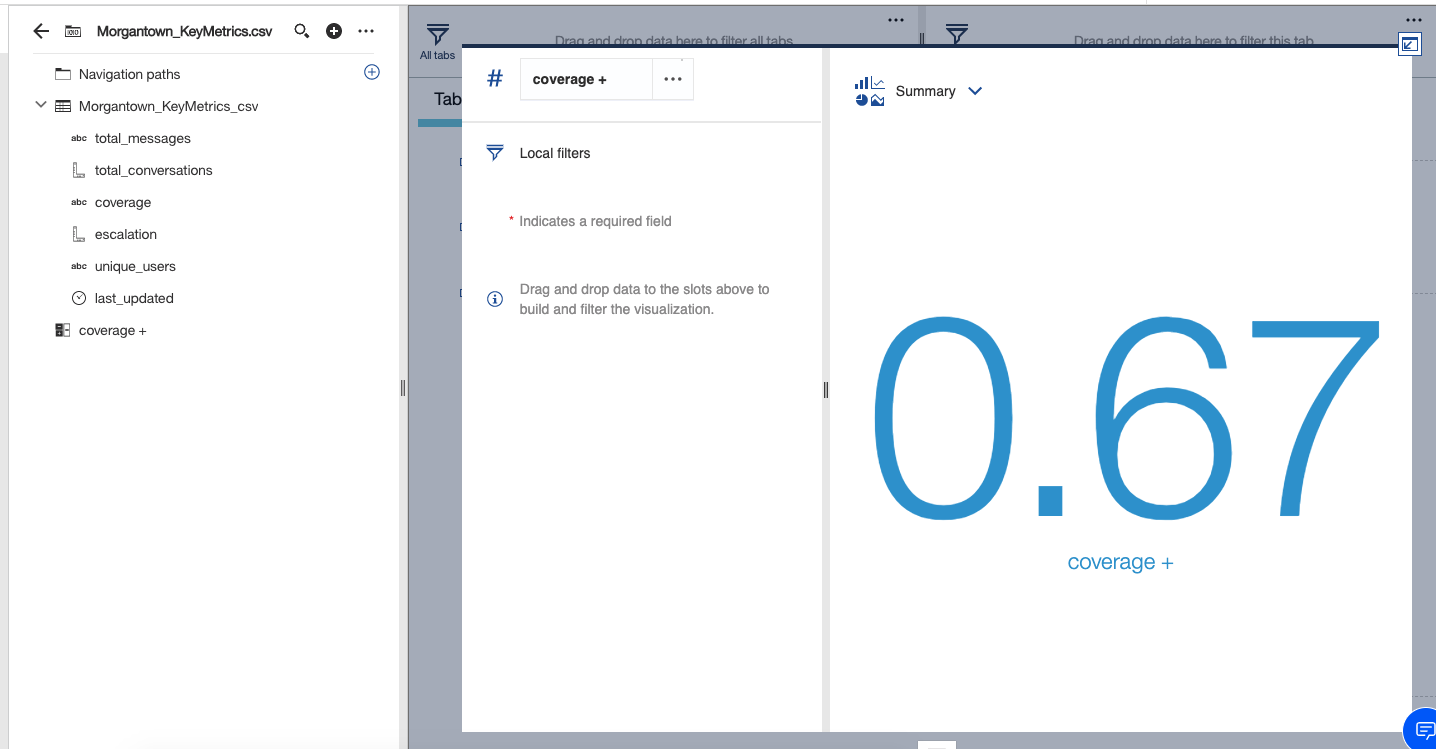 Morgantown_KeyMetrics.csv
Navigation paths
Morgantown_KeyMetrics_csv
abc total_messages
total_conversations
abc coverage
escalation
abc unique_users
last_updated
coverage +
All tabs
Drag and drop data here to filter all tabs
Drag and drop data here to filter this tab
Tab
# coverage +
Local filters
* Indicates a required field
Drag and drop data to the slots above to
build and filter the visualization.
Summary
0.67
coverage +